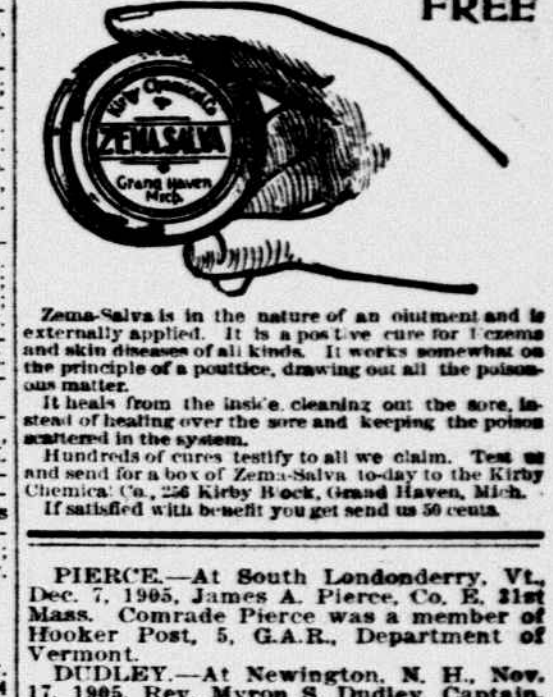 FREE
Kirby Chemical Co
ZEMA-SALVA
Grand Haven
Mich.
Zema-Salva is in the nature of an ointment and is
externally applied. It is a positive cure for Eczema
and skin diseases of all kinds. It works somewhat on
the principle of a poultice, drawing out all the poison-
ous matter.
It heals from the inside, cleaning out the sore, in-
stead of healing over the sore and keeping the poison
scattered in the system.
Hundreds of cures testify to all we claim. Test us
and send for a box of Zema-Salva to-day to the Kirby
Chemical Co., 256 Kirby Block, Grand Haven, Mich.
If satisfied with benefit you get send us 50 cents.
PIERCE.—At South Londonderry, Vt.,
Dec. 7, 1905, James A. Pierce, Co. E, 31st
Mass. Comrade Pierce was a member of
Hooker Post, 5, G.A.R., Department of
Vermont.
DUDLEY.—At Newington, N. H., Nov.
17, 1905, Rev. Myron S. Dudley, Captain,